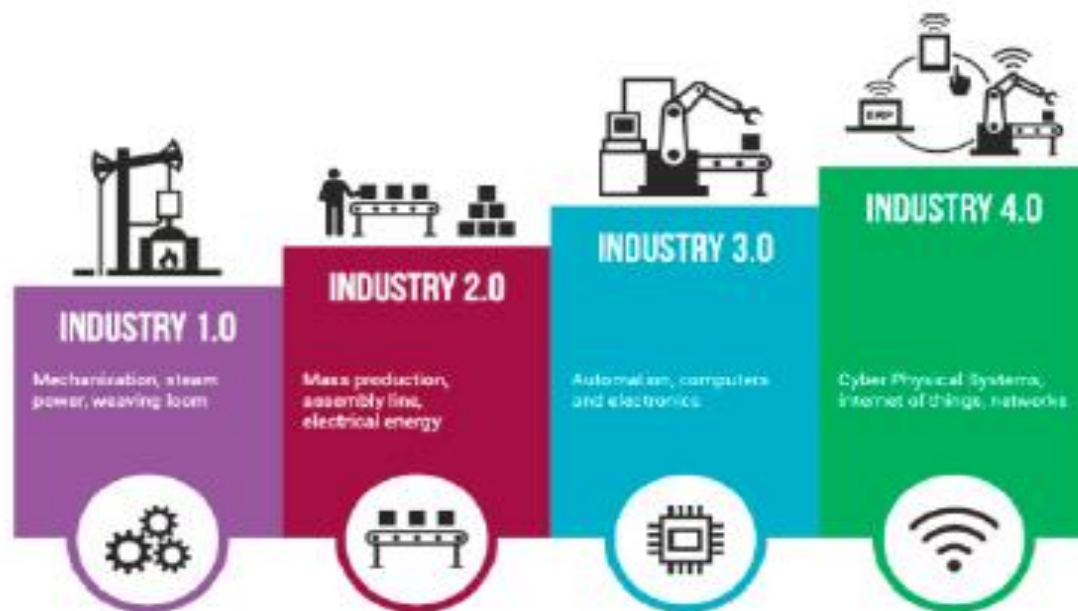 ERP
INDUSTRY 1.0
Mechanization, steam
power, weaving loom
INDUSTRY 2.0
Mass production,
assembly line,
electrical energy
INDUSTRY 3.0
Automation, computers
and electronics
INDUSTRY 4.0
Cyber Physical Systems,
internet of things, networks